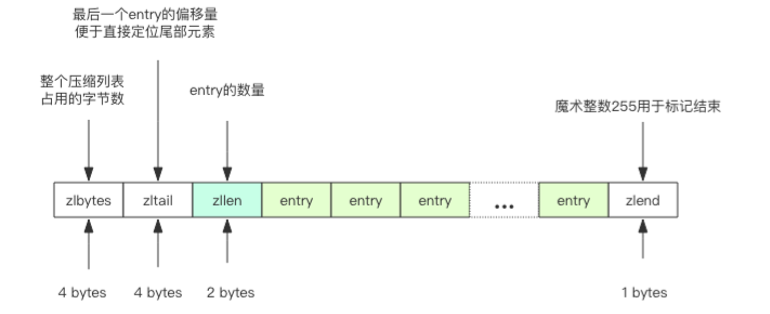 最后一个entry的偏移量
便于直接定位尾部元素
整个压缩列表
占用的字节数
entry的数量
魔术整数255用于标记结束
zlbytes zltail zllen entry entry entry ... entry zlend
4 bytes 4 bytes 2 bytes 1 bytes